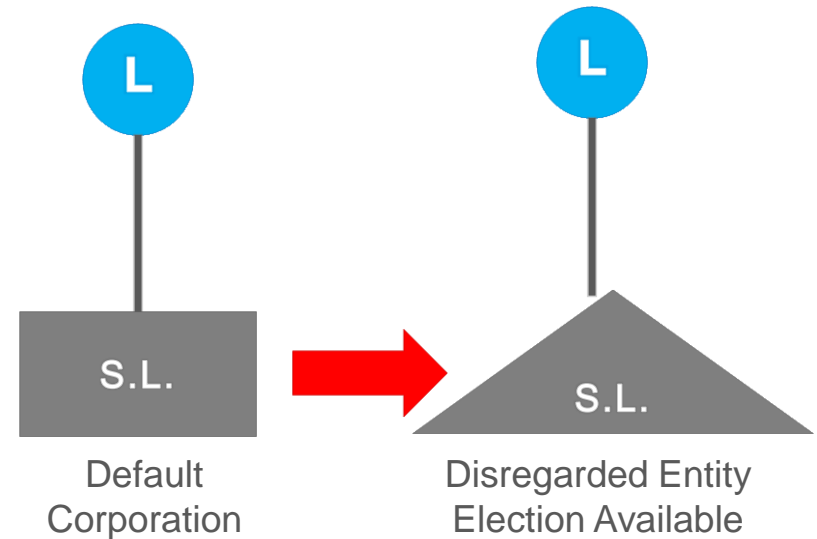 L
S.L.
Default
Corporation
L
S.L.
Disregarded Entity
Election Available